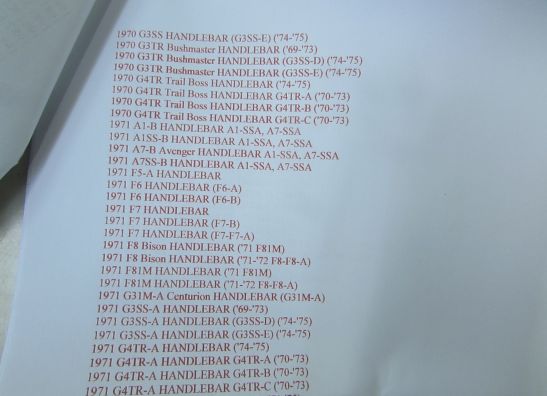 1970 G3SS HANDLEBAR (G3SS-E) ('74-'75)
1970 G3TR Bushmaster HANDLEBAR ('69-'73)
1970 G3TR Bushmaster HANDLEBAR (G3SS-D) ('74-'75)
1970 G3TR Bushmaster HANDLEBAR (G3SS-E) ('74-'75)
1970 G4TR Trail Boss HANDLEBAR ('74-'75)
1970 G4TR Trail Boss HANDLEBAR G4TR-A ('70-'73)
1970 G4TR Trail Boss HANDLEBAR G4TR-B ('70-'73)
1970 G4TR Trail Boss HANDLEBAR G4TR-C ('70-'73)
1971 A1-B HANDLEBAR A1-SSA, A7-SSA
1971 A1SS-B HANDLEBAR A1-SSA, A7-SSA
1971 A7-B Avenger HANDLEBAR A1-SSA, A7-SSA
1971 A7SS-B HANDLEBAR A1-SSA, A7-SSA
1971 F5-A HANDLEBAR
1971 F6 HANDLEBAR (F6-A)
1971 F6 HANDLEBAR (F6-B)
1971 F7 HANDLEBAR
1971 F7 HANDLEBAR (F7-B)
1971 F7 HANDLEBAR (F7-F7-A)
1971 F8 Bison HANDLEBAR ('71 F81M)
1971 F8 Bison HANDLEBAR ('71-'72 F8-F8-A)
1971 F81M HANDLEBAR ('71 F81M)
1971 F81M HANDLEBAR ('71-'72 F8-F8-A)
1971 G31M-A Centurion HANDLEBAR (G31M-A)
1971 G3SS-A HANDLEBAR ('69-'73)
1971 G3SS-A HANDLEBAR (G3SS-D) ('74-'75)
1971 G3SS-A HANDLEBAR (G3SS-E) ('74-'75)
1971 G4TR-A HANDLEBAR ('74-'75)
1971 G4TR-A HANDLEBAR G4TR-A ('70-'73)
1971 G4TR-A HANDLEBAR G4TR-B ('70-'73)
1971 G4TR-A HANDLEBAR G4TR-C ('70-'73)